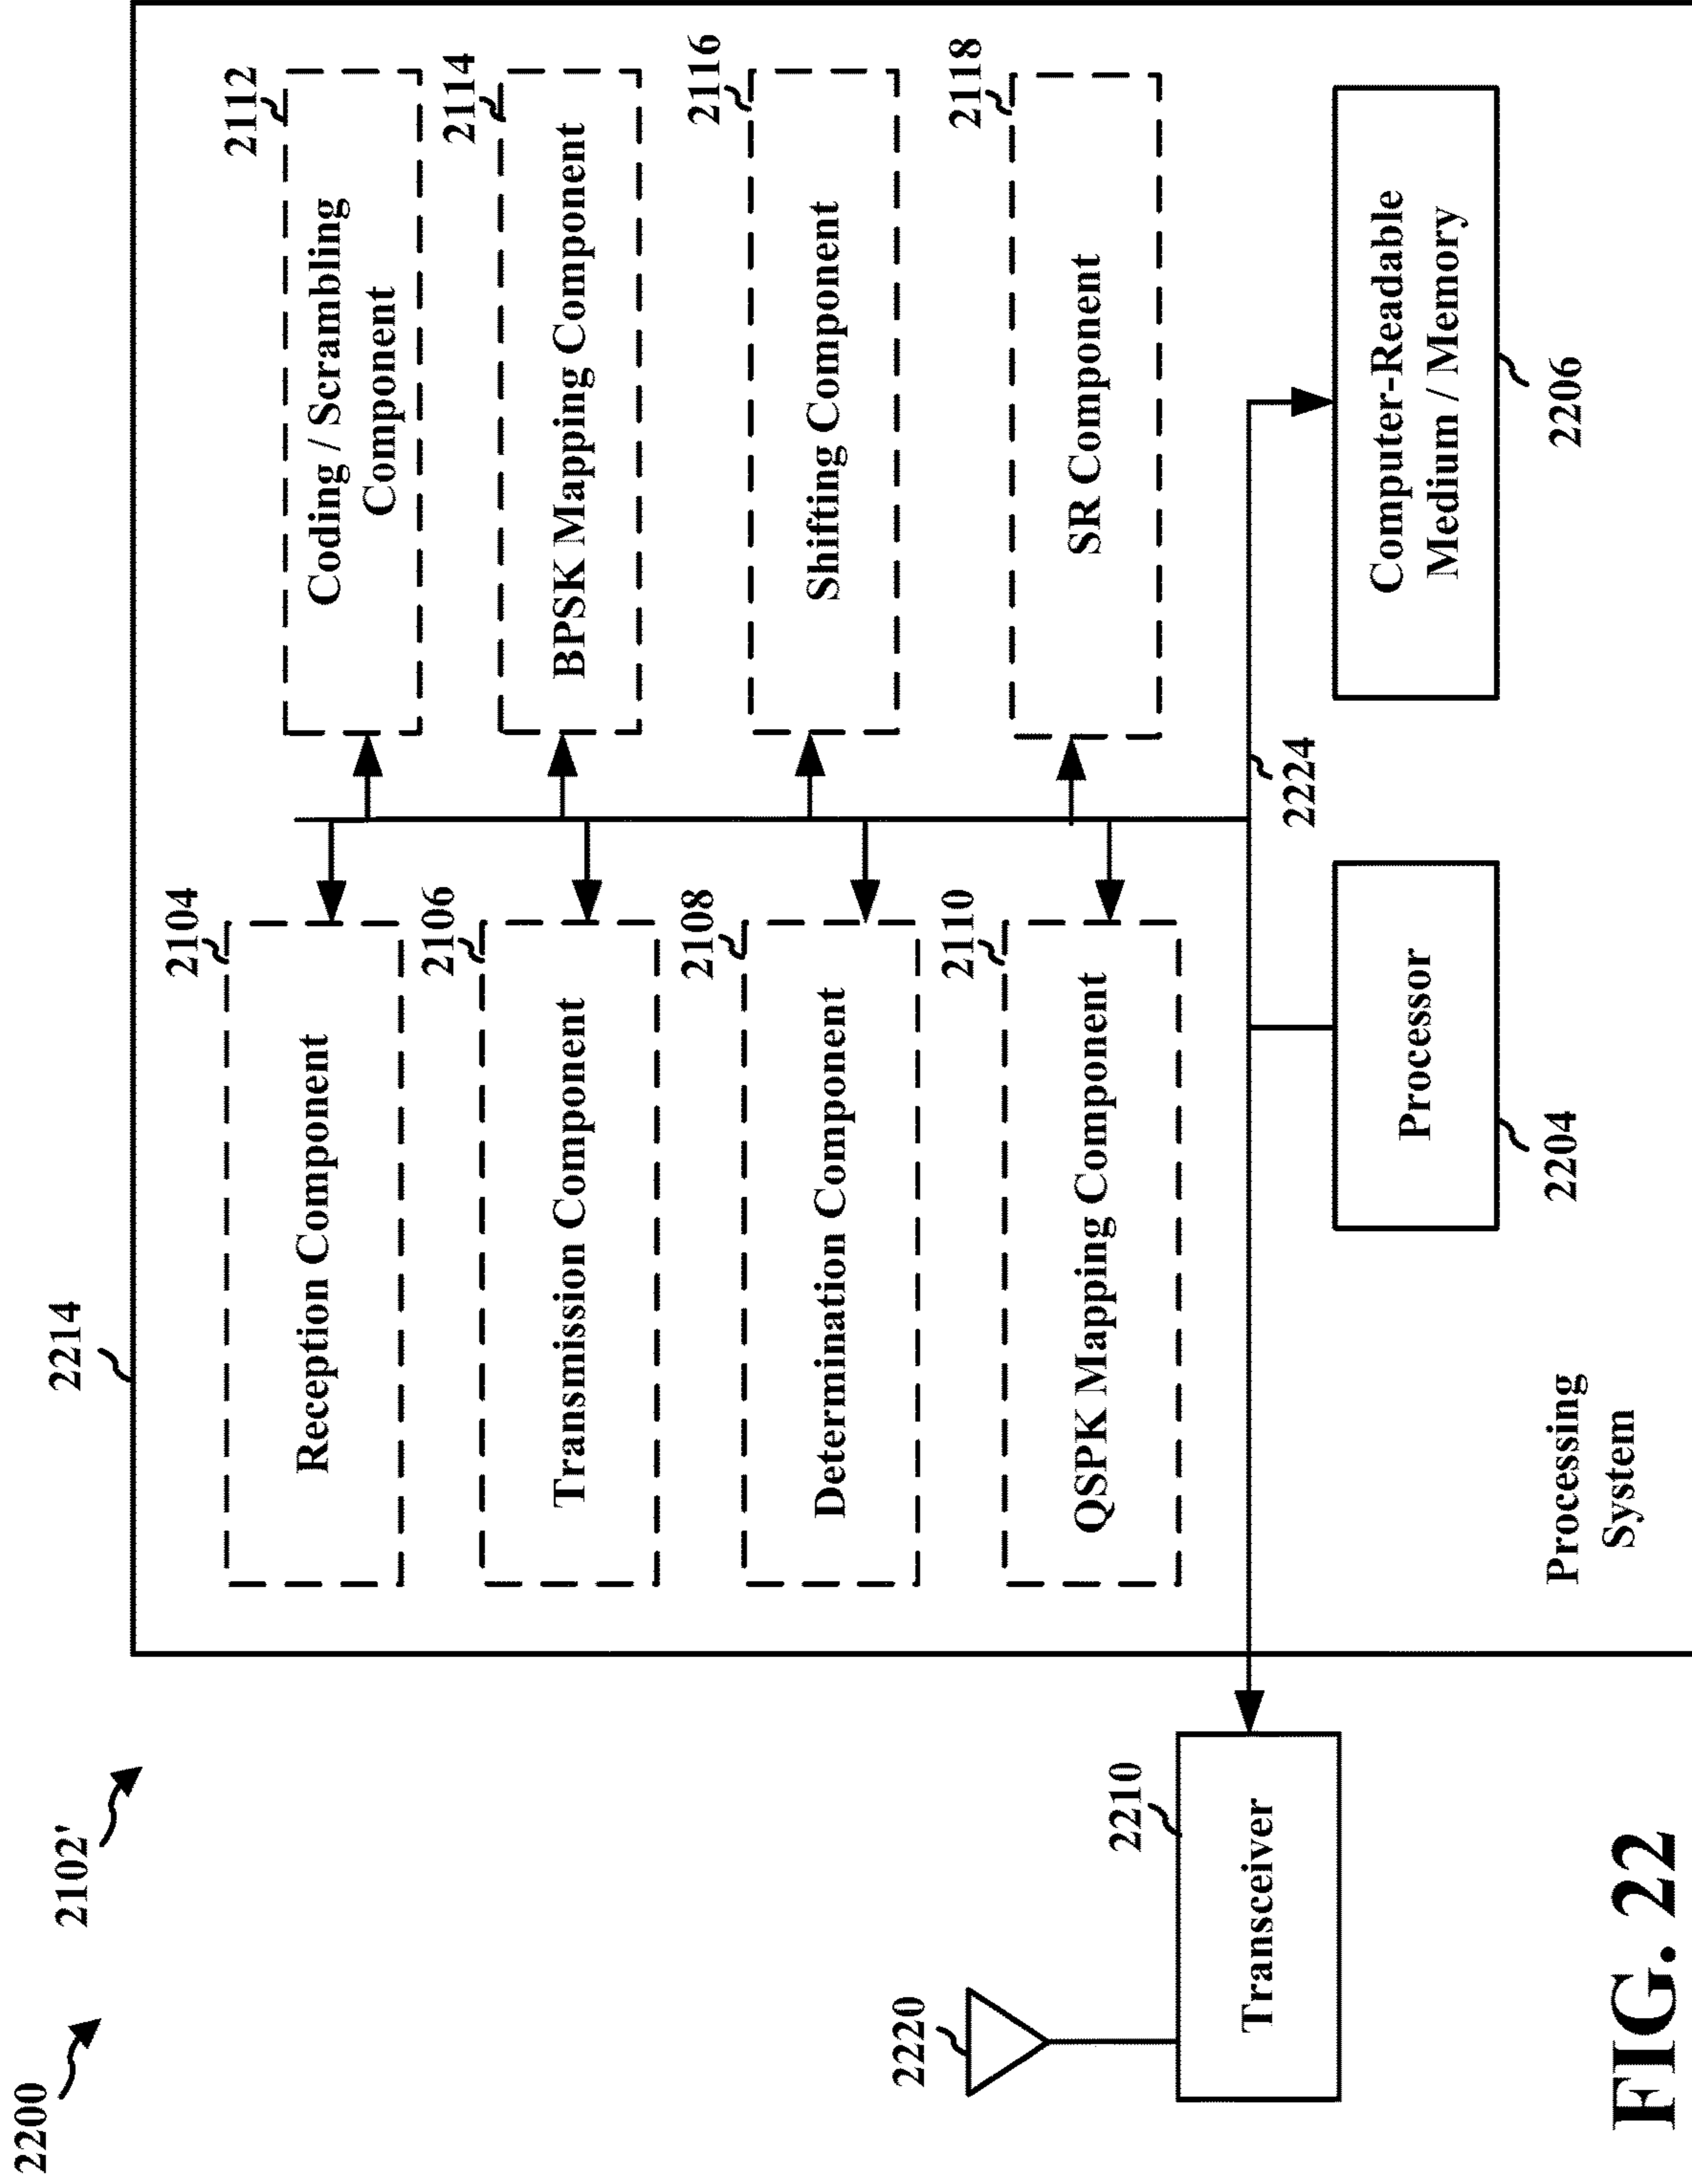 2200
2102'
2214
2104
Reception Component
2106
Transmission Component
2108
Determination Component
2110
QSPK Mapping Component
2112
Coding / Scrambling
Component
2114
BPSK Mapping Component
2116
Shifting Component
2118
SR Component
2220
2210
Transceiver
2224
Processor
2204
Computer-Readable
Medium / Memory
2206
Processing
System
FIG. 22